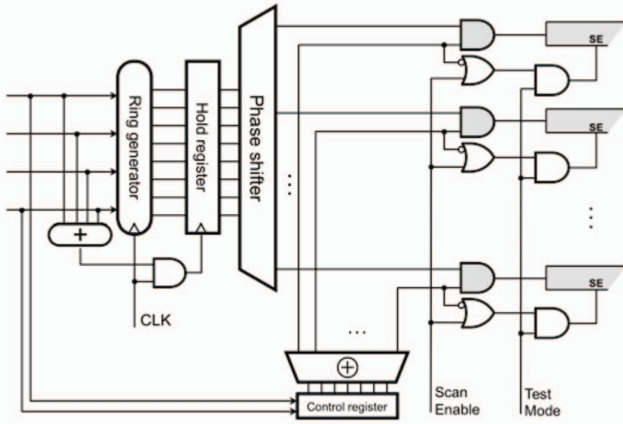 SE
Ring generator
Hold register
Phase shifter
SE
+
...
...
CLK
SE
...
+
Scan
Enable
Test
Mode
Control register